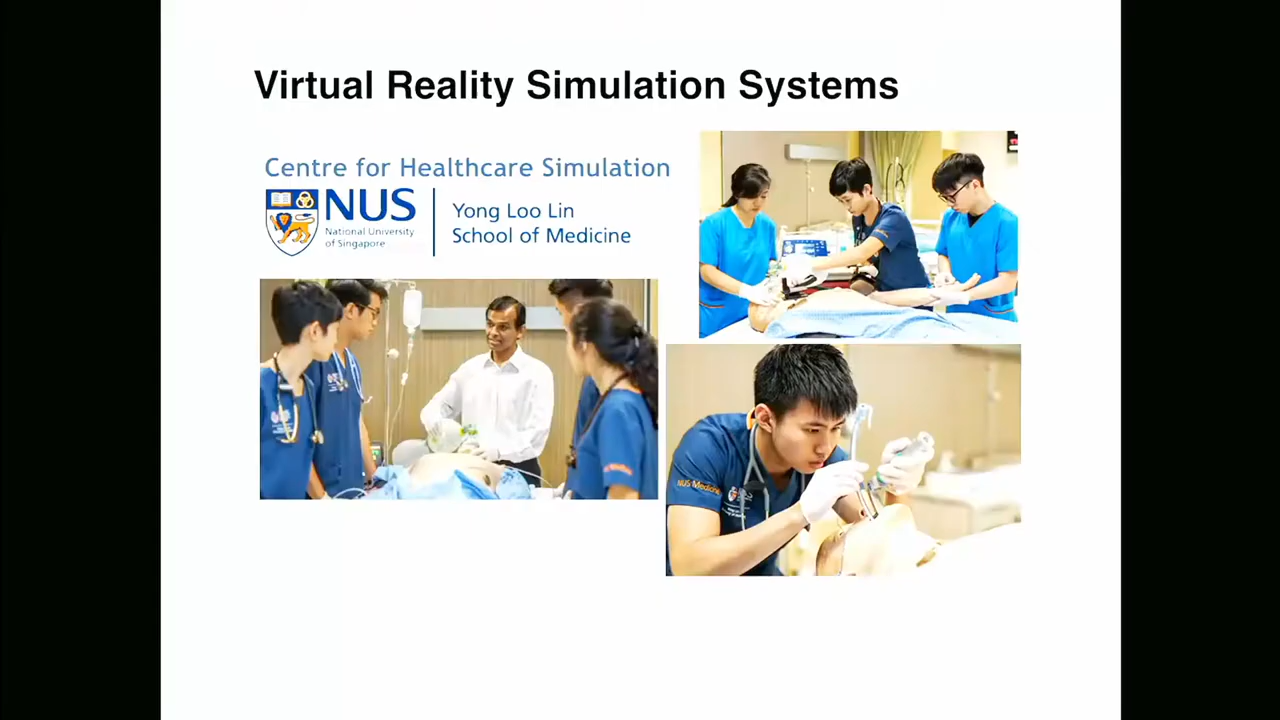 Virtual Reality Simulation Systems
Centre for Healthcare Simulation
NUS
National University
of Singapore
Yong Loo Lin
School of Medicine
NUS Medicine